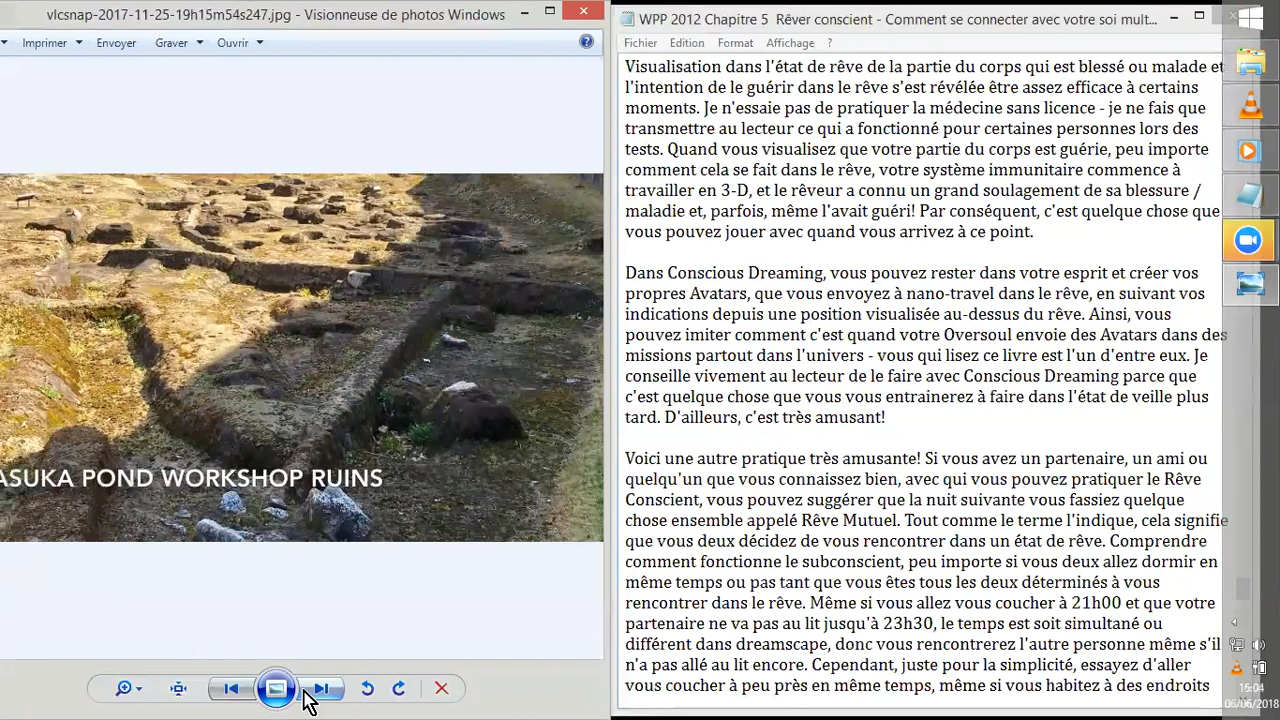 vlcsnap-2017-11-25-19h15m54s247.jpg - Visionneuse de photos Windows
Imprimer
Envoyer
Graver
Ouvrir
ASUKA POND WORKSHOP RUINS
WPP 2012 Chapitre 5 Rêver conscient - Comment se connecter avec votre soi mult...
Fichier Edition Format Affichage ?
Visualisation dans l'état de rêve de la partie du corps qui est blessé ou malade et
l'intention de le guérir dans le rêve s'est révélée être assez efficace à certains
moments. Je n'essaie pas de pratiquer la médecine sans licence - je ne fais que
transmettre au lecteur ce qui a fonctionné pour certaines personnes lors des
tests. Quand vous visualisez que votre partie du corps est guérie, peu importe
comment cela se fait dans le rêve, votre système immunitaire commence à
travailler en 3-D, et le rêveur a connu un grand soulagement de sa blessure /
maladie et, parfois, même l'avait guéri! Par conséquent, c'est quelque chose que
vous pouvez jouer avec quand vous arrivez à ce point.
Dans Conscious Dreaming, vous pouvez rester dans votre esprit et créer vos
propres Avatars, que vous envoyez à nano-travel dans le rêve, en suivant vos
indications depuis une position visualisée au-dessus du rêve. Ainsi, vous
pouvez imiter comment c'est quand votre Oversoul envoie des Avatars dans des
missions partout dans l'univers - vous qui lisez ce livre est l'un d'entre eux. Je
conseille vivement au lecteur de le faire avec Conscious Dreaming parce que
c'est quelque chose que vous vous entrainerez à faire dans l'état de veille plus
tard. D'ailleurs, c'est très amusant!
Voici une autre pratique très amusante! Si vous avez un partenaire, un ami ou
quelqu'un que vous connaissez bien, avec qui vous pouvez pratiquer le Rêve
Conscient, vous pouvez suggérer que la nuit suivante vous fassiez quelque
chose ensemble appelé Rêve Mutuel. Tout comme le terme l'indique, cela signifie
que vous deux décidez de vous rencontrer dans un état de rêve. Comprendre
comment fonctionne le subconscient, peu importe si vous deux allez dormir en
même temps ou pas tant que vous êtes tous les deux déterminés à vous
rencontrer dans le rêve. Même si vous allez vous coucher à 21h00 et que votre
partenaire ne va pas au lit jusqu'à 23h30, le temps est soit simultané ou
différent dans dreamscape, donc vous rencontrerez l'autre personne même s'il
n'a pas allé au lit encore. Cependant, juste pour la simplicité, essayez d'aller
vous coucher à peu près en même temps, même si vous habitez à des endroits
15:04
06/06/2018